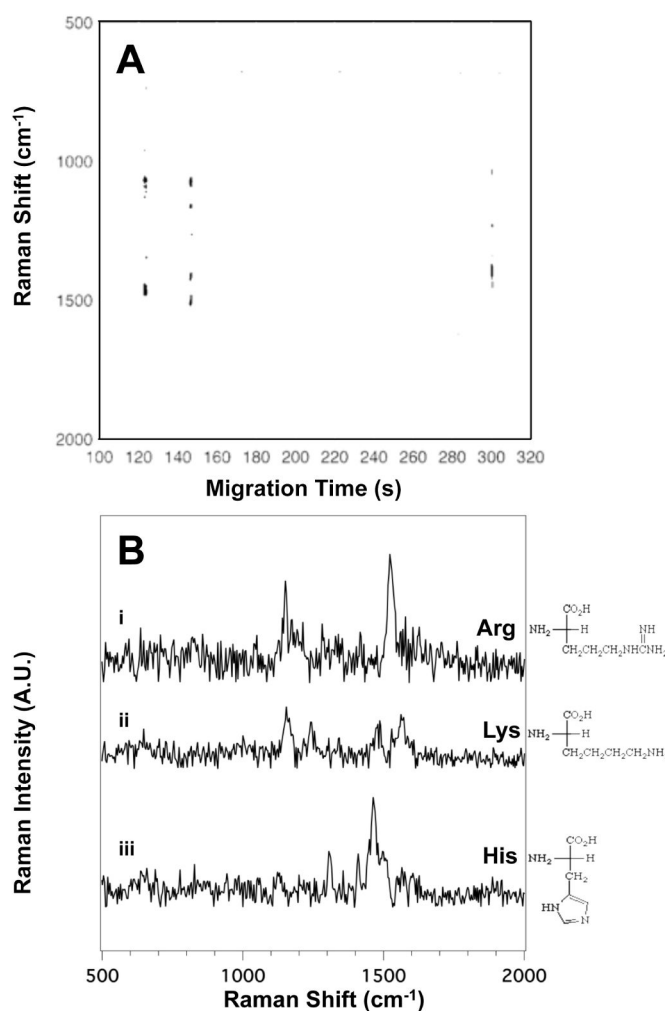 A
Raman Shift (cm-1)
500
1000
1500
2000
100 120 140 160 180 200 220 240 260 280 300 320
Migration Time (s)
B
Raman Intensity (A.U.)
i
Arg
CO2H
NH2 H
NH
CH2CH2CH2NHCNH2
ii
Lys
CO2H
NH2 H
CH2CH2CH2CH2NH
iii
His
CO2H
NH2 H
CH2
HN N
500 1000 1500 2000
Raman Shift (cm-1)